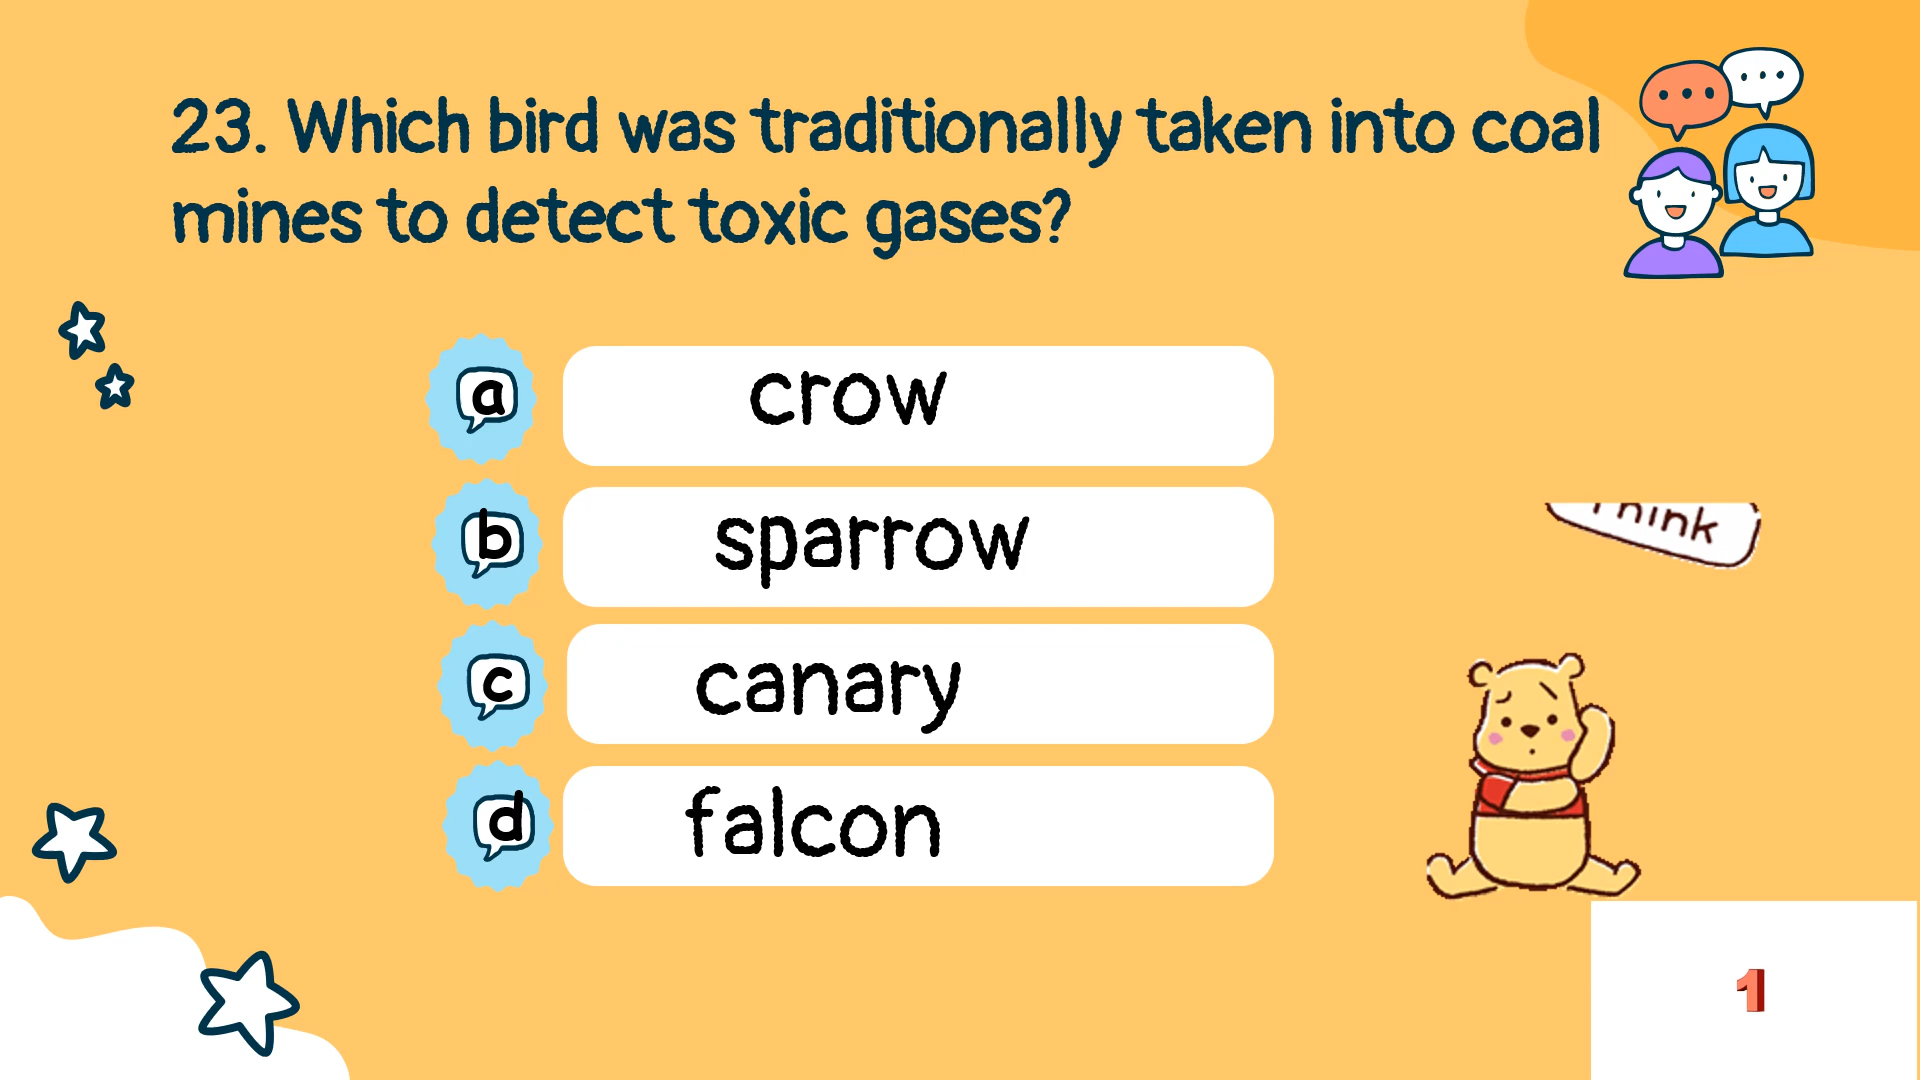 23. Which bird was traditionally taken into coal
mines to detect toxic gases?
a crow
b sparrow
c canary
d falcon
Think
1